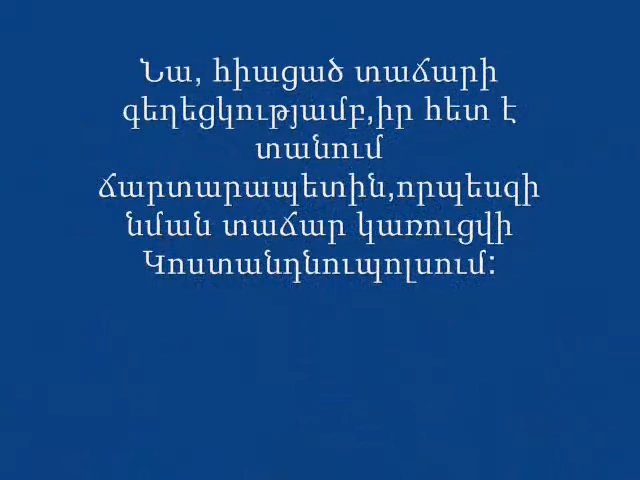 Նա, հիացած տաճարի
գեղեցկությամբ,իր հետ է
տանում
ճարտարապետին,որպեսզի
նման տաճար կառուցվի
Կոստանդնուպոլսում: